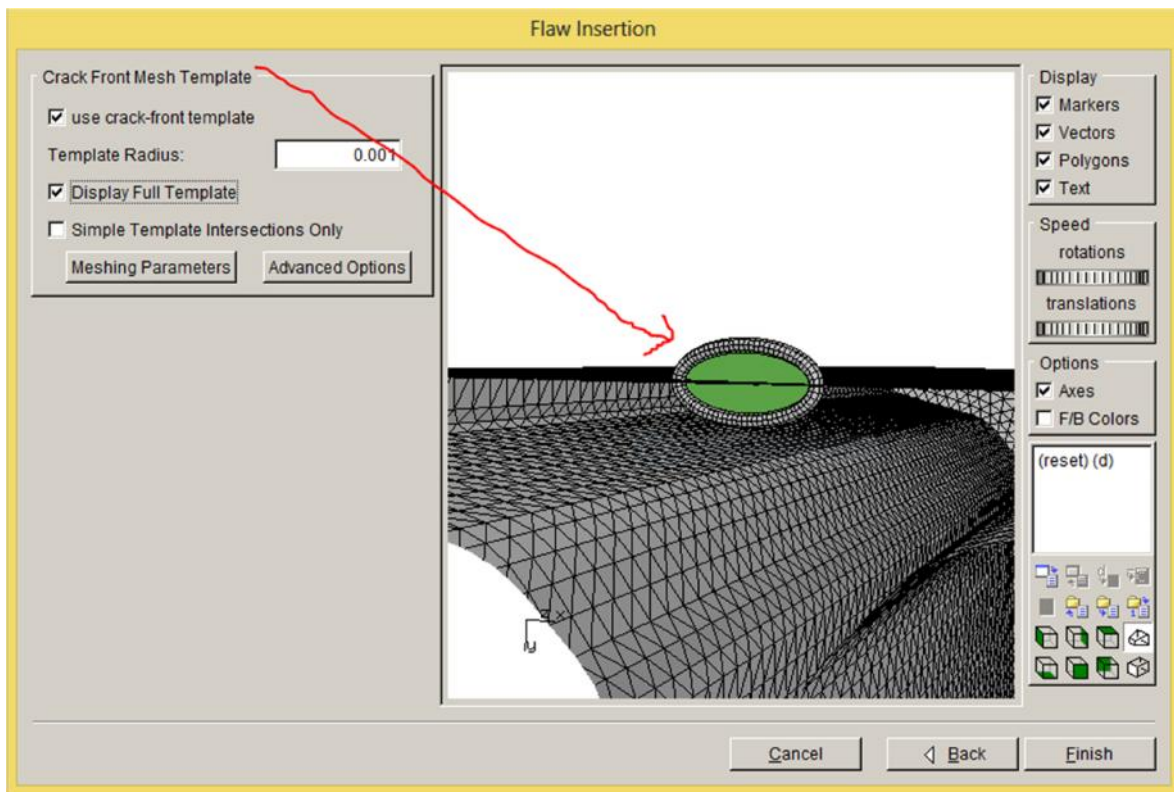 Flaw Insertion
Crack Front Mesh Template
use crack-front template
Template Radius: 0.001
Display Full Template
Simple Template Intersections Only
Meshing Parameters Advanced Options
Display
Markers
Vectors
Polygons
Text
Speed
rotations
translations
Options
Axes
F/B Colors
(reset) (d)
Cancel Back Finish